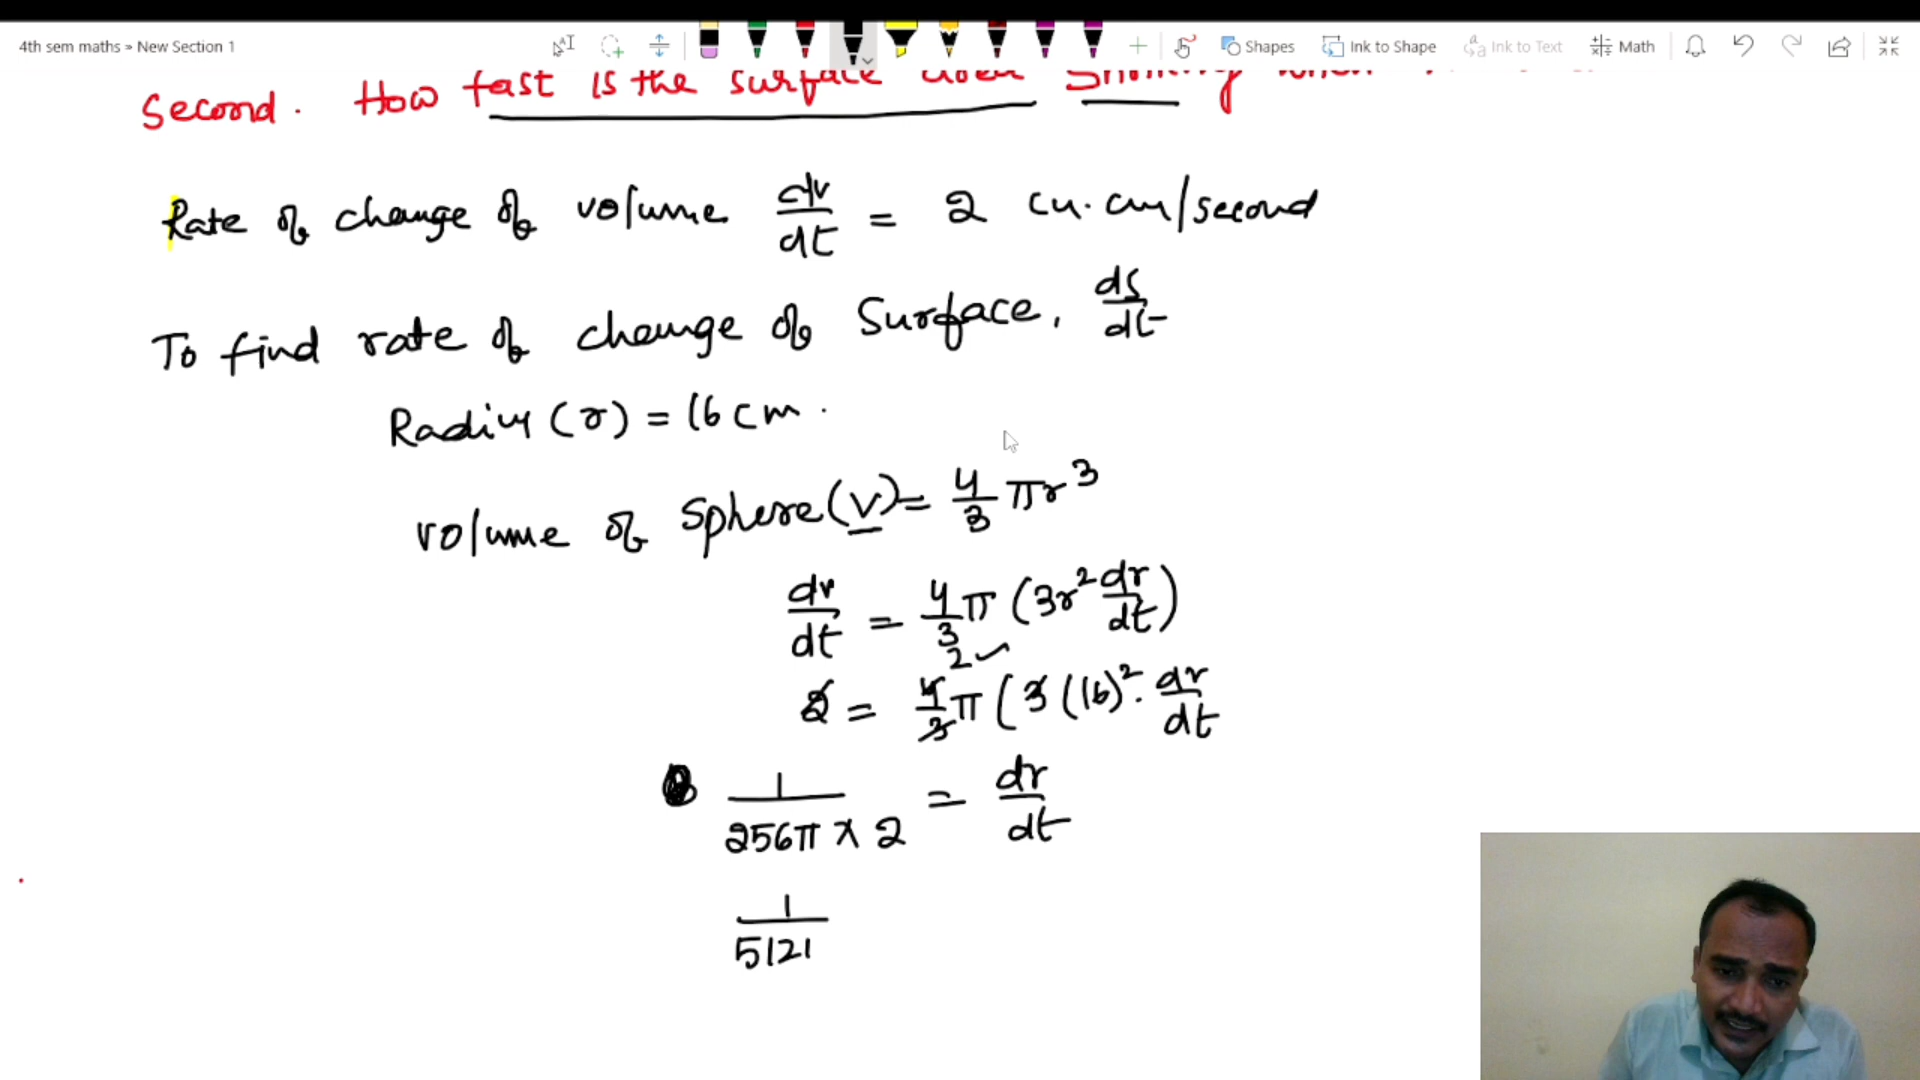 4th sem maths » New Section 1
Shapes Ink to Shape Ink to Text Math
Second. How fast is the surface
Rate of change of volume dv/dt = 2 cu. cm/second
To find rate of change of Surface, ds/dt
Radius (r) = 16 cm.
Volume of Sphere (V) = 4/3 πr³
dv/dt = 4/3 π (3r² dr/dt)
2
2 = 4/3 π (3 (16)². dr/dt
1/256π × 2 = dr/dt
1/512